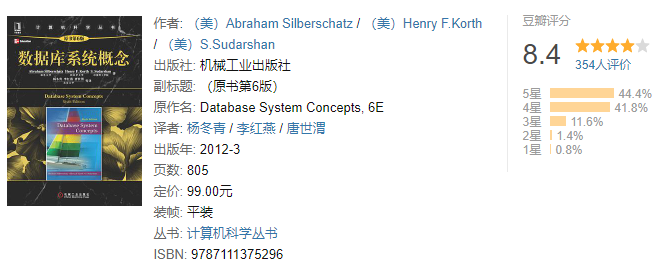 计算机科学丛书
原书第6版
数据库系统概念
Database System Concepts
Sixth Edition
Database System
Concepts
机械工业出版社
作者: （美）Abraham Silberschatz / （美）Henry F.Korth
/ （美）S.Sudarshan
出版社: 机械工业出版社
副标题: （原书第6版）
原作名: Database System Concepts, 6E
译者: 杨冬青 / 李红燕 / 唐世渭
出版年: 2012-3
页数: 805
定价: 99.00元
装帧: 平装
丛书: 计算机科学丛书
ISBN: 9787111375296
豆瓣评分
8.4
354人评价
5星 44.4%
4星 41.8%
3星 11.6%
2星 1.4%
1星 0.8%